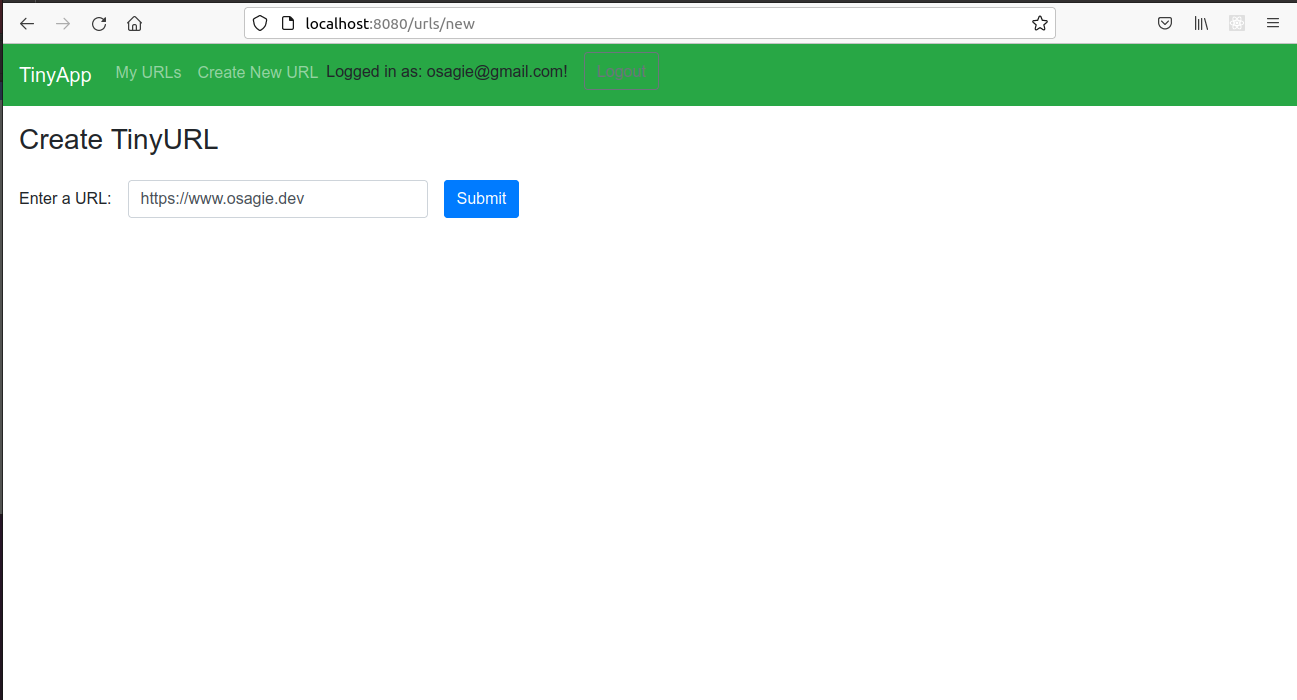 localhost:8080/urls/new
TinyApp My URLs Create New URL Logged in as: osagie@gmail.com! Logout
Create TinyURL
Enter a URL: https://www.osagie.dev Submit